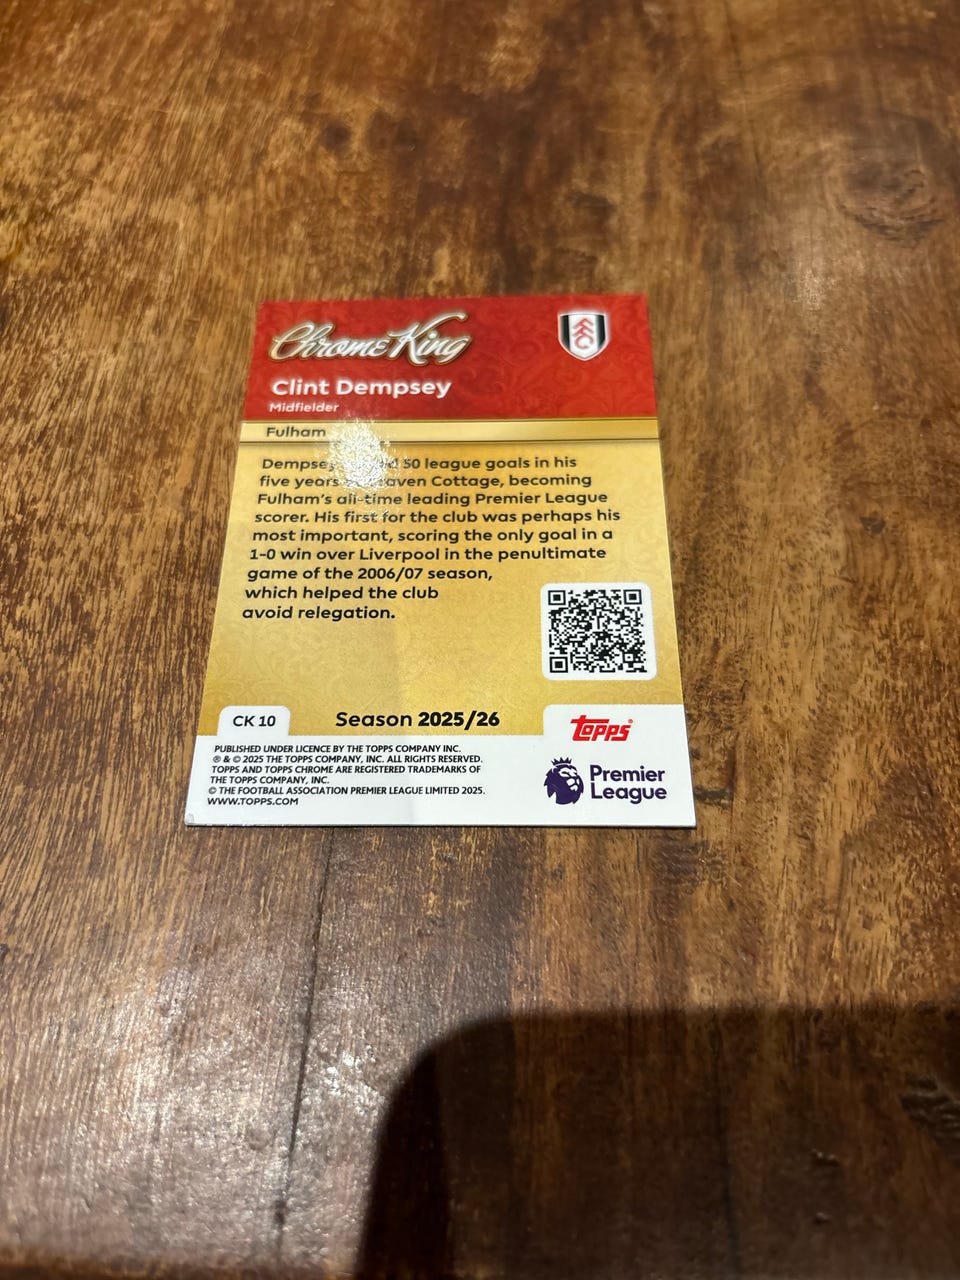 Chrome King
Clint Dempsey
Midfielder
Fulham
Dempsey 50 league goals in his
five years Craven Cottage, becoming
Fulham's all-time leading Premier League
scorer. His first for the club was perhaps his
most important, scoring the only goal in a
1-0 win over Liverpool in the penultimate
game of the 2006/07 season,
which helped the club
avoid relegation.
CK 10
Season 2025/26
Topps®
PUBLISHED UNDER LICENCE BY THE TOPPS COMPANY INC.
® & © 2025 THE TOPPS COMPANY, INC. ALL RIGHTS RESERVED.
TOPPS AND TOPPS CHROME ARE REGISTERED TRADEMARKS OF
THE TOPPS COMPANY, INC.
© THE FOOTBALL ASSOCIATION PREMIER LEAGUE LIMITED 2025.
WWW.TOPPS.COM
Premier
League